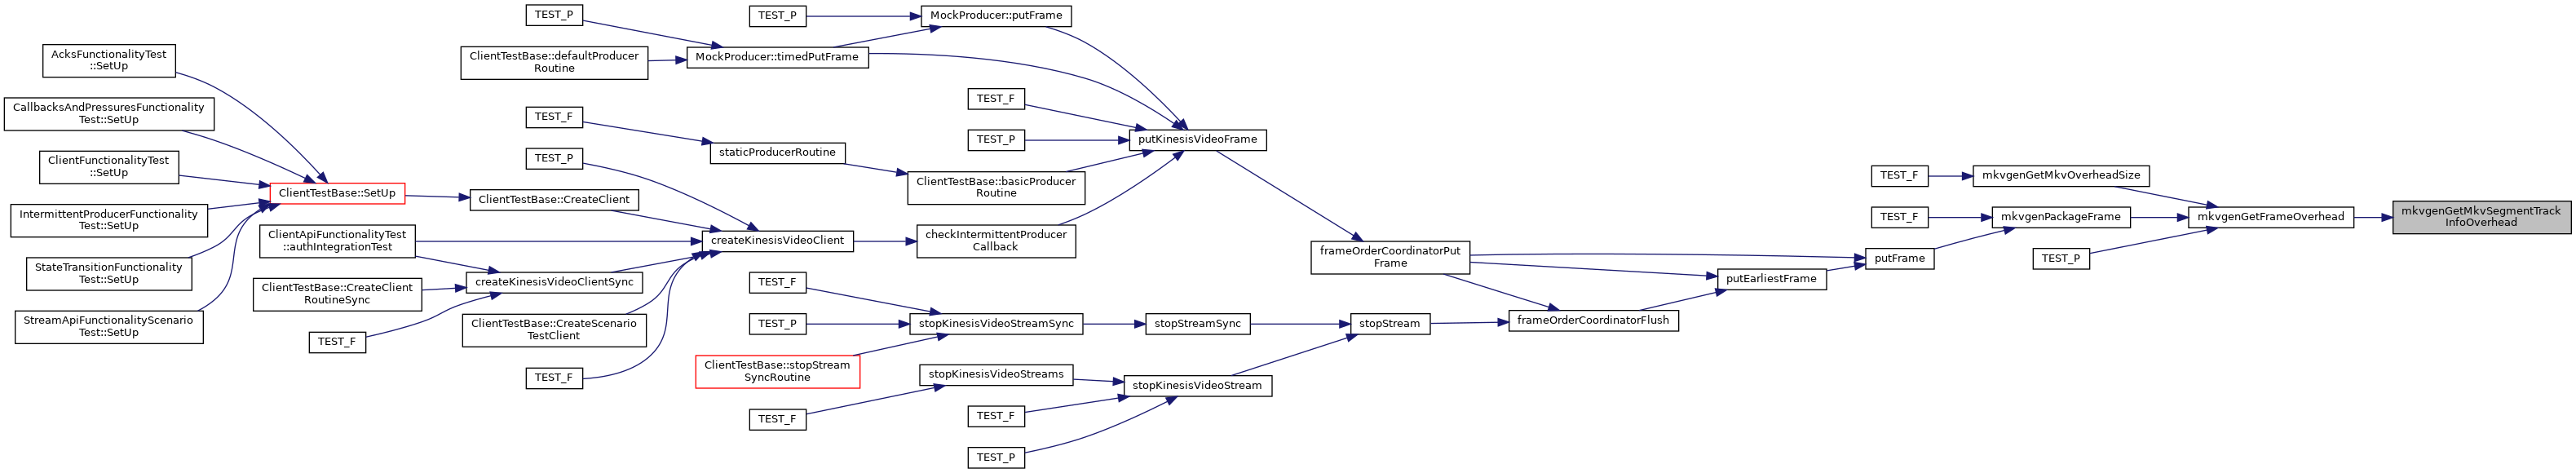 TEST_P
TEST_P
MockProducer::putFrame
AcksFunctionalityTest
::SetUp
ClientTestBase::defaultProducer
Routine
MockProducer::timedPutFrame
CallbacksAndPressuresFunctionality
Test::SetUp
TEST_F
TEST_F
TEST_P
putKinesisVideoFrame
ClientFunctionalityTest
::SetUp
TEST_P
staticProducerRoutine
TEST_F
mkvgenGetMkvOverheadSize
ClientTestBase::SetUp
ClientTestBase::CreateClient
ClientTestBase::basicProducer
Routine
IntermittentProducerFunctionality
Test::SetUp
TEST_F
mkvgenPackageFrame
mkvgenGetFrameOverhead
mkvgenGetMkvSegmentTrack
InfoOverhead
ClientApiFunctionalityTest
::authIntegrationTest
createKinesisVideoClient
checkIntermittentProducer
Callback
frameOrderCoordinatorPut
Frame
putFrame
TEST_P
StateTransitionFunctionality
Test::SetUp
ClientTestBase::CreateClient
RoutineSync
createKinesisVideoClientSync
TEST_F
putEarliestFrame
StreamApiFunctionalityScenario
Test::SetUp
TEST_F
ClientTestBase::CreateScenario
TestClient
TEST_P
stopKinesisVideoStreamSync
stopStreamSync
stopStream
frameOrderCoordinatorFlush
TEST_F
ClientTestBase::stopStream
SyncRoutine
stopKinesisVideoStreams
stopKinesisVideoStream
TEST_F
TEST_F
TEST_P